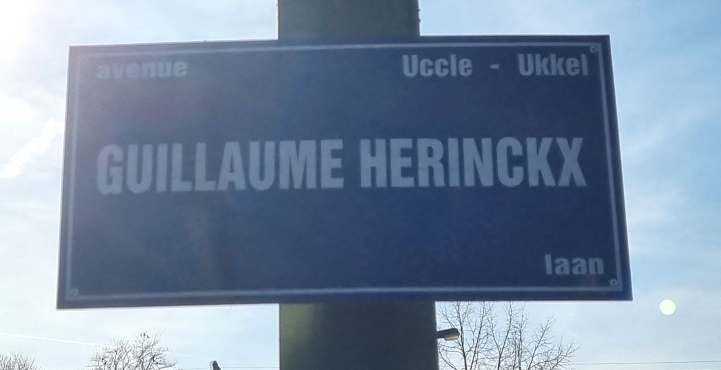 avenue Uccle - Ukkel
GUILLAUME HERINCKX
laan